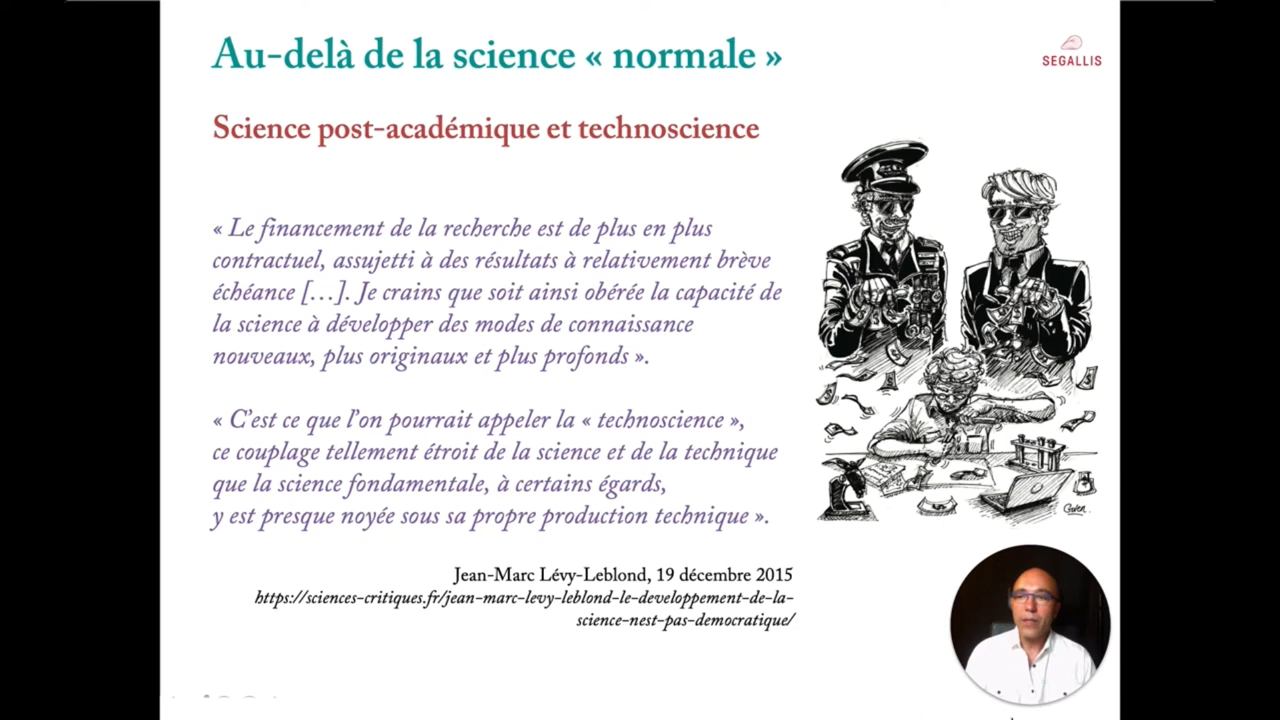 Au-delà de la science « normale »
SEGALLIS
Science post-académique et technoscience
« Le financement de la recherche est de plus en plus
contractuel, assujetti à des résultats à relativement brève
échéance […]. Je crains que soit ainsi obérée la capacité de
la science à développer des modes de connaissance
nouveaux, plus originaux et plus profonds ».
« C’est ce que l’on pourrait appeler la « technoscience »,
ce couplage tellement étroit de la science et de la technique
que la science fondamentale, à certains égards,
y est presque noyée sous sa propre production technique ».
Jean-Marc Lévy-Leblond, 19 décembre 2015
https://sciences-critiques.fr/jean-marc-levy-leblond-le-developpement-de-la-
science-nest-pas-democratique/